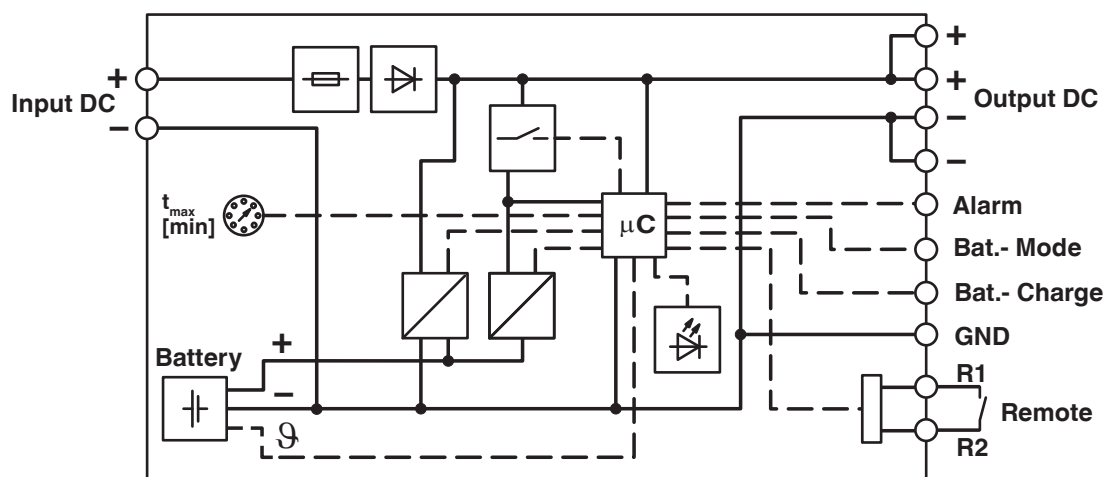 +
+
+
Input DC
Output DC
−
−
−
t max
[min]
μC
Alarm
Bat.- Mode
Bat.- Charge
GND
+
Battery
−
ϑ
R1
Remote
R2